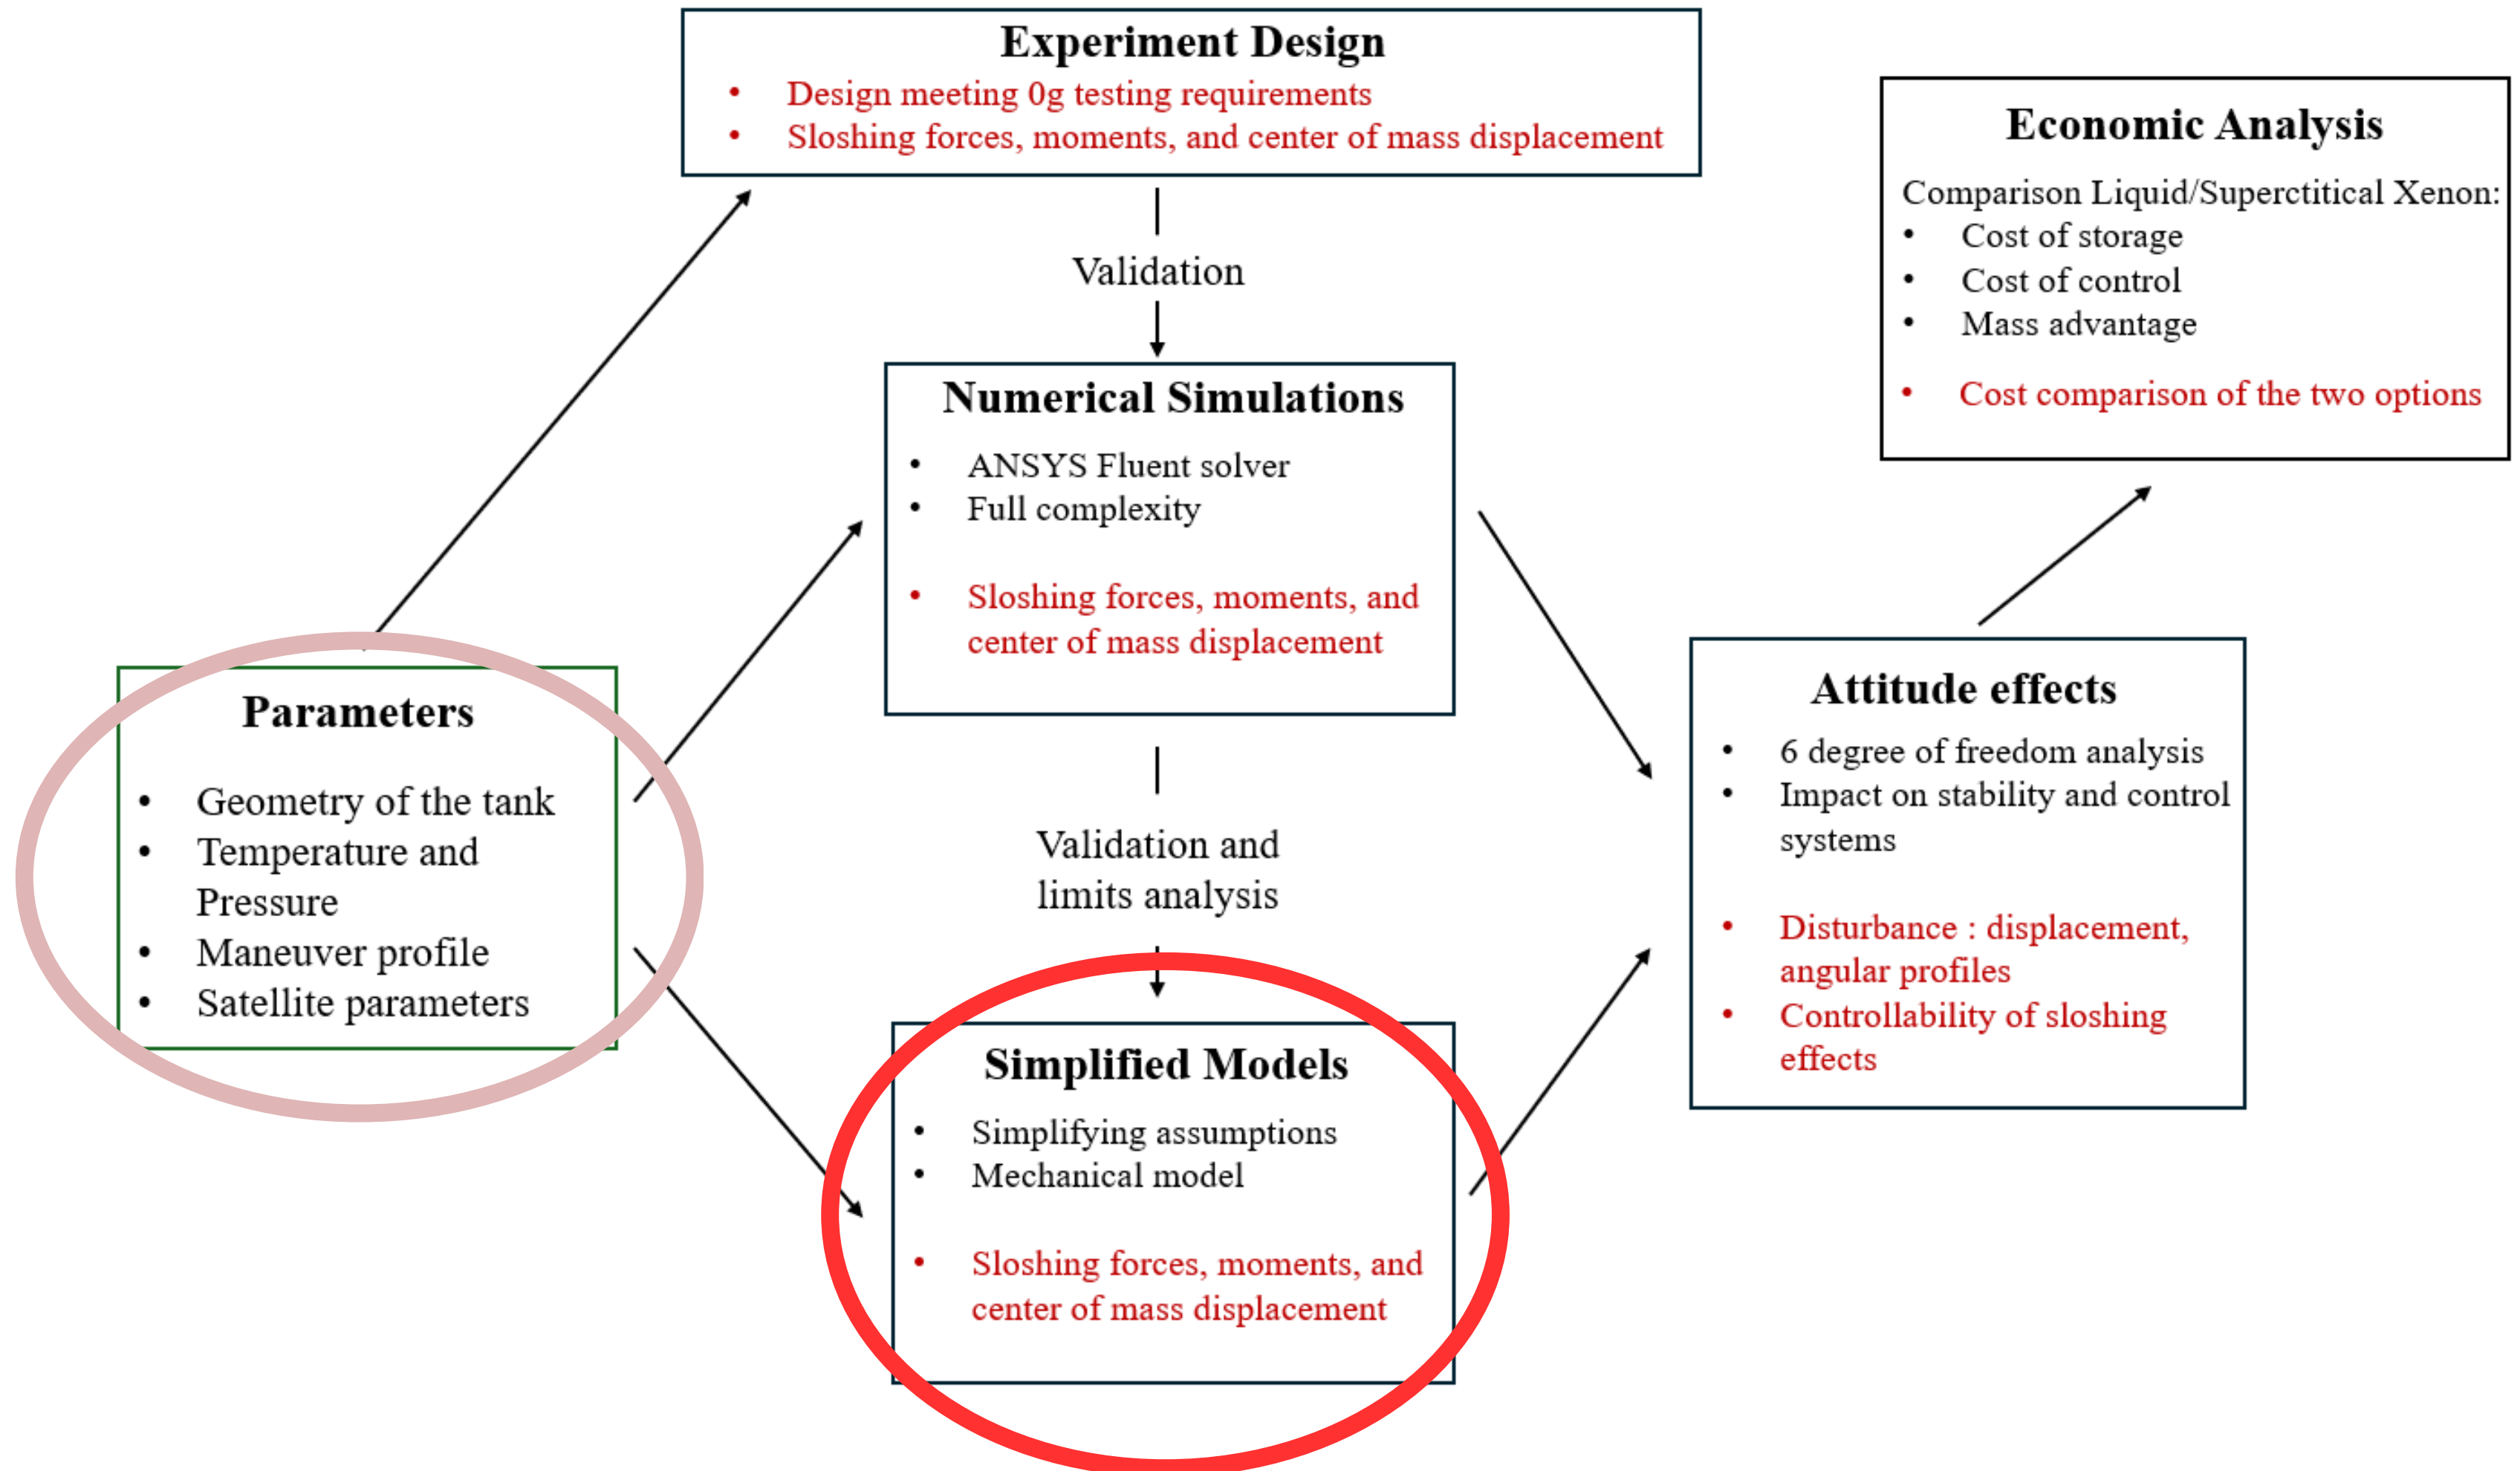 Experiment Design
• Design meeting 0g testing requirements
• Sloshing forces, moments, and center of mass displacement
Economic Analysis
Comparison Liquid/Superctitical Xenon:
• Cost of storage
• Cost of control
• Mass advantage
• Cost comparison of the two options
Validation
Numerical Simulations
• ANSYS Fluent solver
• Full complexity
• Sloshing forces, moments, and
center of mass displacement
Parameters
• Geometry of the tank
• Temperature and
Pressure
• Maneuver profile
• Satellite parameters
Attitude effects
• 6 degree of freedom analysis
• Impact on stability and control
systems
• Disturbance : displacement,
angular profiles
• Controllability of sloshing
effects
Validation and
limits analysis
Simplified Models
• Simplifying assumptions
• Mechanical model
• Sloshing forces, moments, and
center of mass displacement